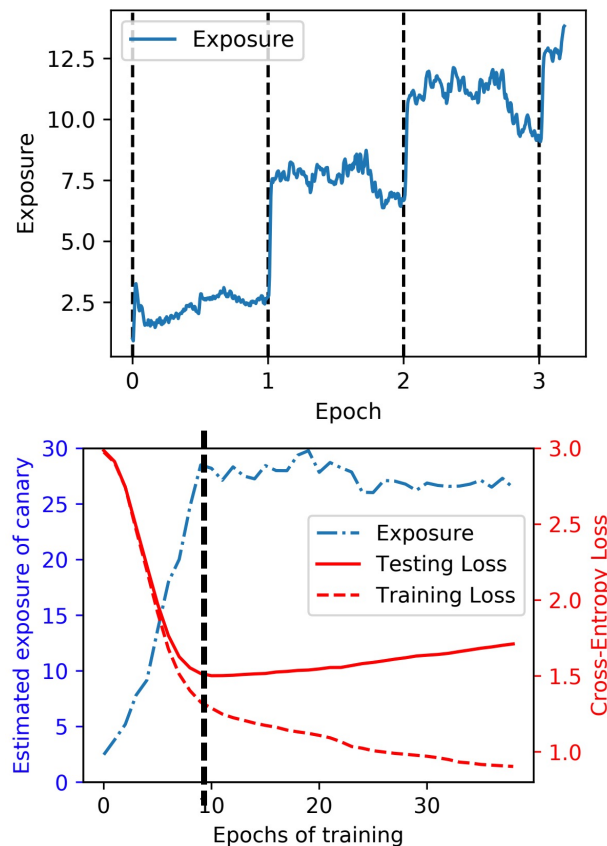 Exposure
12.5
10.0
7.5
5.0
2.5
Exposure
0 1 2 3
Epoch
30
25
20
15
10
5
0
Estimated exposure of canary
Exposure
Testing Loss
Training Loss
3.0
2.5
2.0
1.5
1.0
Cross-Entropy Loss
0 10 20 30
Epochs of training